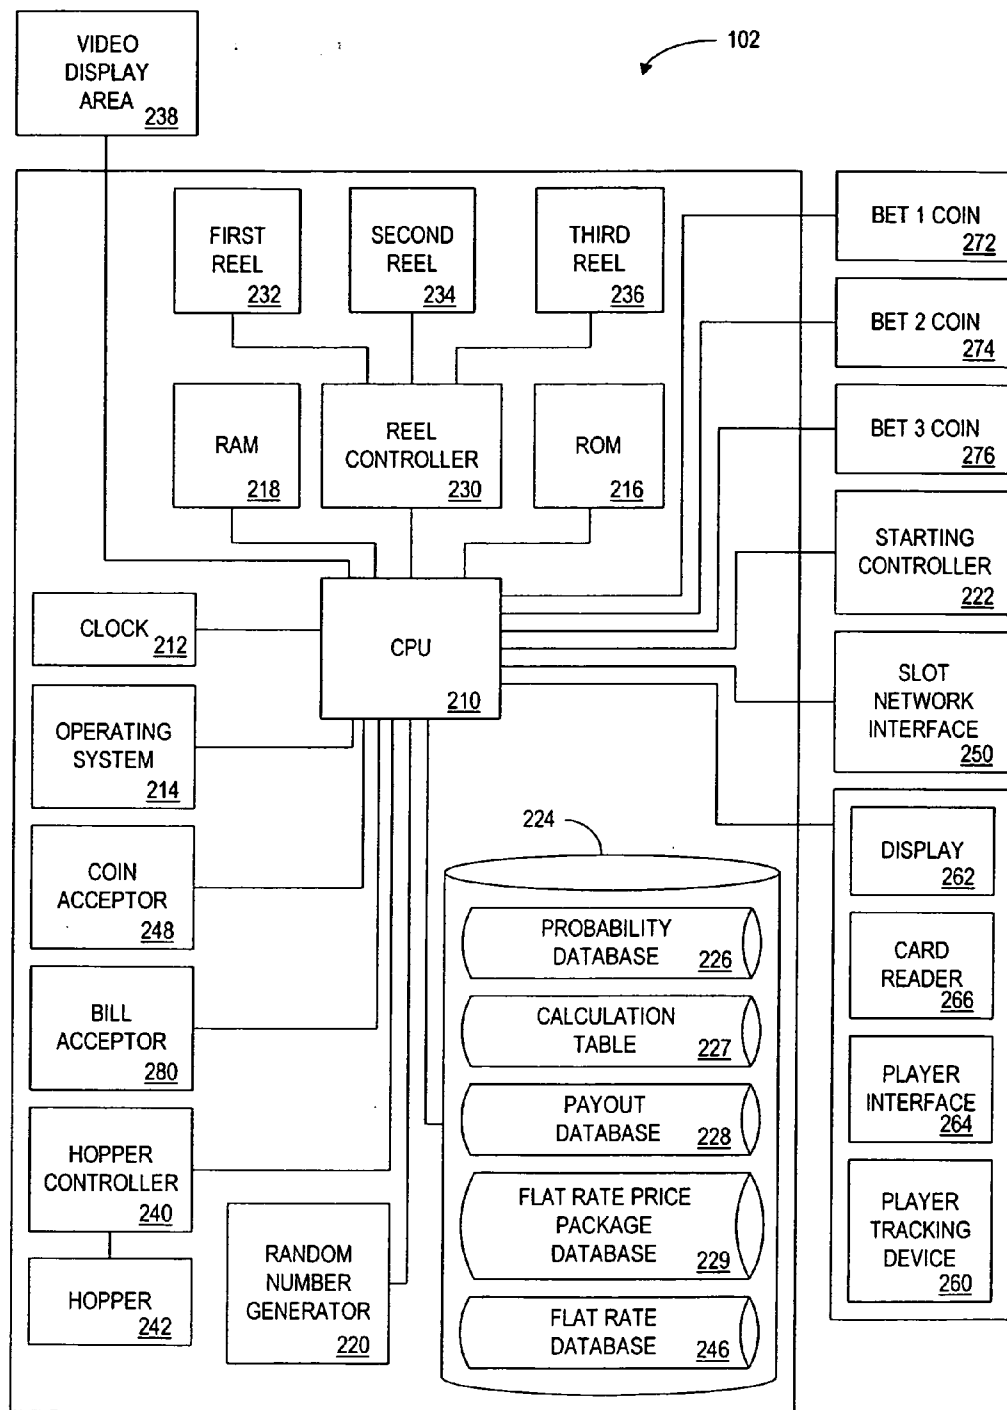 VIDEO
DISPLAY
AREA
238
102
FIRST
REEL
232
SECOND
REEL
234
THIRD
REEL
236
BET 1 COIN
272
BET 2 COIN
274
BET 3 COIN
276
RAM
218
REEL
CONTROLLER
230
ROM
216
STARTING
CONTROLLER
222
CLOCK
212
CPU
210
SLOT
NETWORK
INTERFACE
250
OPERATING
SYSTEM
214
COIN
ACCEPTOR
248
BILL
ACCEPTOR
280
HOPPER
CONTROLLER
240
HOPPER
242
RANDOM
NUMBER
GENERATOR
220
224
PROBABILITY
DATABASE
226
CALCULATION
TABLE
227
PAYOUT
DATABASE
228
FLAT RATE PRICE
PACKAGE
DATABASE
229
FLAT RATE
DATABASE
246
DISPLAY
262
CARD
READER
266
PLAYER
INTERFACE
264
PLAYER
TRACKING
DEVICE
260